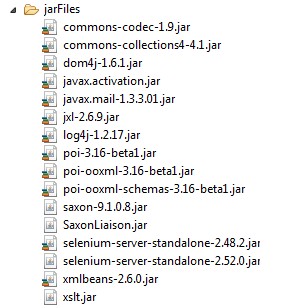 jarFiles
commons-codec-1.9.jar
commons-collections4-4.1.jar
dom4j-1.6.1.jar
javax.activation.jar
javax.mail-1.3.3.01.jar
jxl-2.6.9.jar
log4j-1.2.17.jar
poi-3.16-beta1.jar
poi-ooxml-3.16-beta1.jar
poi-ooxml-schemas-3.16-beta1.jar
saxon-9.1.0.8.jar
SaxonLiaison.jar
selenium-server-standalone-2.48.2.jar
selenium-server-standalone-2.52.0.jar
xmlbeans-2.6.0.jar
xslt.jar